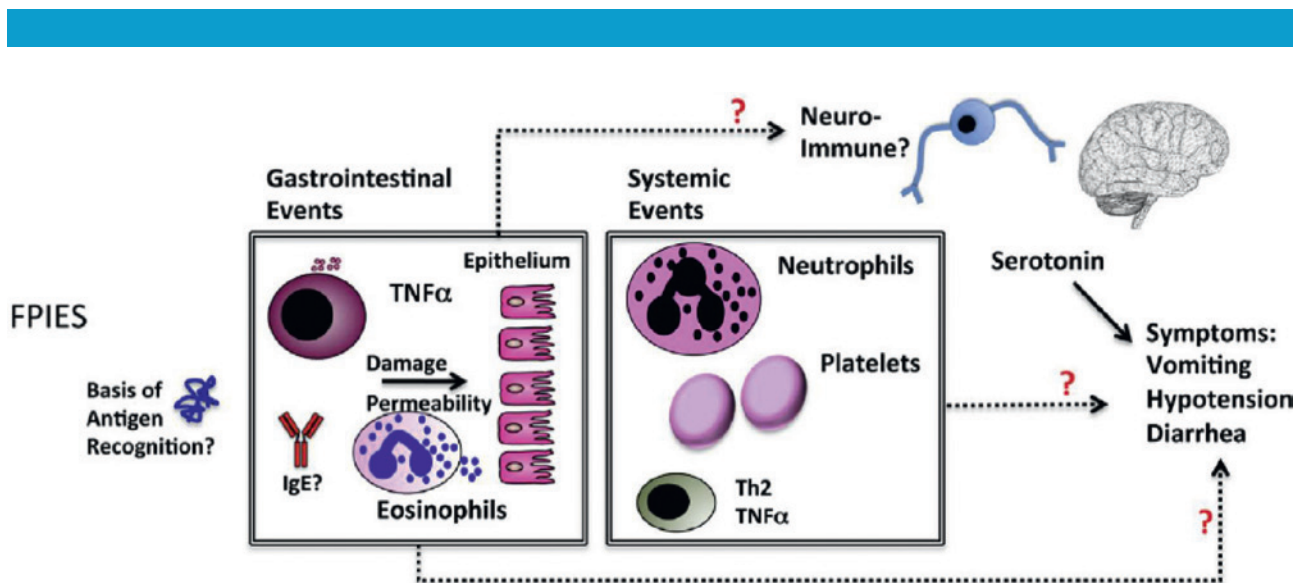 FPIES
Basis of
Antigen
Recognition?
Gastrointestinal
Events
TNFα
Epithelium
Damage
Permeability
IgE?
Eosinophils
Systemic
Events
Neutrophils
Platelets
Th2
TNFα
?
Neuro-
Immune?
Serotonin
?
Symptoms:
Vomiting
Hypotension
Diarrhea
?